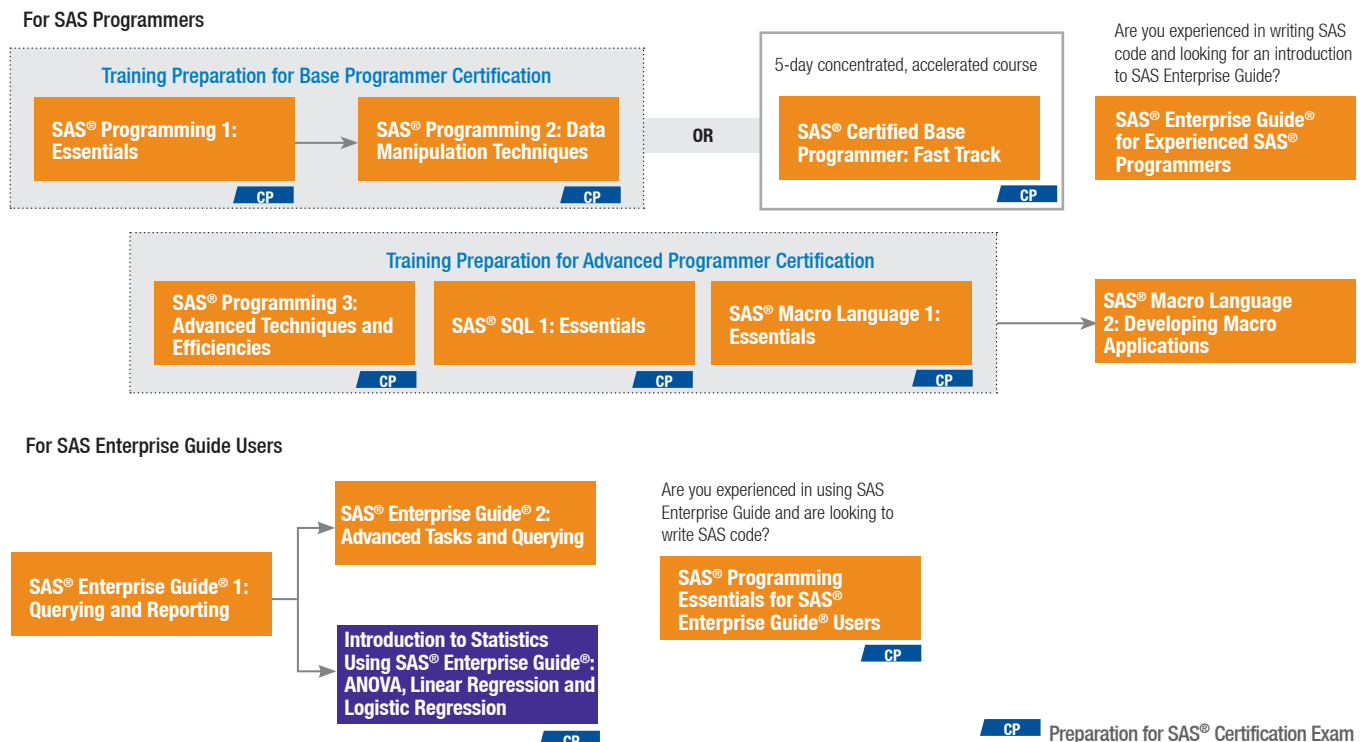 For SAS Programmers
Training Preparation for Base Programmer Certification
SAS® Programming 1:
Essentials
CP
SAS® Programming 2: Data
Manipulation Techniques
CP
OR
5-day concentrated, accelerated course
SAS® Certified Base
Programmer: Fast Track
CP
Are you experienced in writing SAS
code and looking for an introduction
to SAS Enterprise Guide?
SAS® Enterprise Guide®
for Experienced SAS®
Programmers
Training Preparation for Advanced Programmer Certification
SAS® Programming 3:
Advanced Techniques and
Efficiencies
CP
SAS® SQL 1: Essentials
CP
SAS® Macro Language 1:
Essentials
CP
SAS® Macro Language
2: Developing Macro
Applications
For SAS Enterprise Guide Users
SAS® Enterprise Guide® 1:
Querying and Reporting
SAS® Enterprise Guide® 2:
Advanced Tasks and Querying
Introduction to Statistics
Using SAS® Enterprise Guide®:
ANOVA, Linear Regression and
Logistic Regression
CP
Are you experienced in using SAS
Enterprise Guide and are looking to
write SAS code?
SAS® Programming
Essentials for SAS®
Enterprise Guide® Users
CP
CP Preparation for SAS® Certification Exam